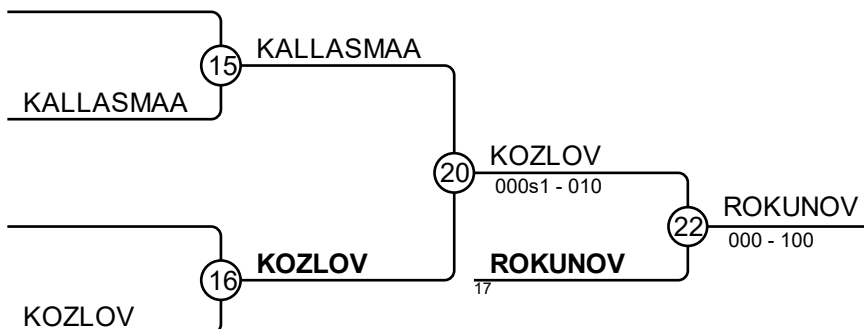 15
KALLASMAA
KALLASMAA
20
KOZLOV
000s1 - 010
22
ROKUNOV
000 - 100
16
KOZLOV
ROKUNOV
17
KOZLOV